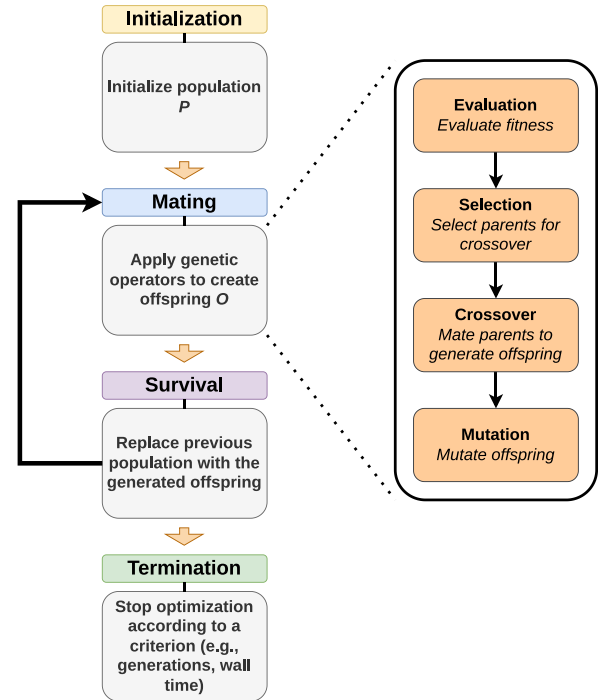 Initialization
Initialize population
P
Mating
Apply genetic
operators to create
offspring O
Survival
Replace previous
population with the
generated offspring
Termination
Stop optimization
according to a
criterion (e.g.,
generations, wall
time)
Evaluation
Evaluate fitness
Selection
Select parents for
crossover
Crossover
Mate parents to
generate offspring
Mutation
Mutate offspring